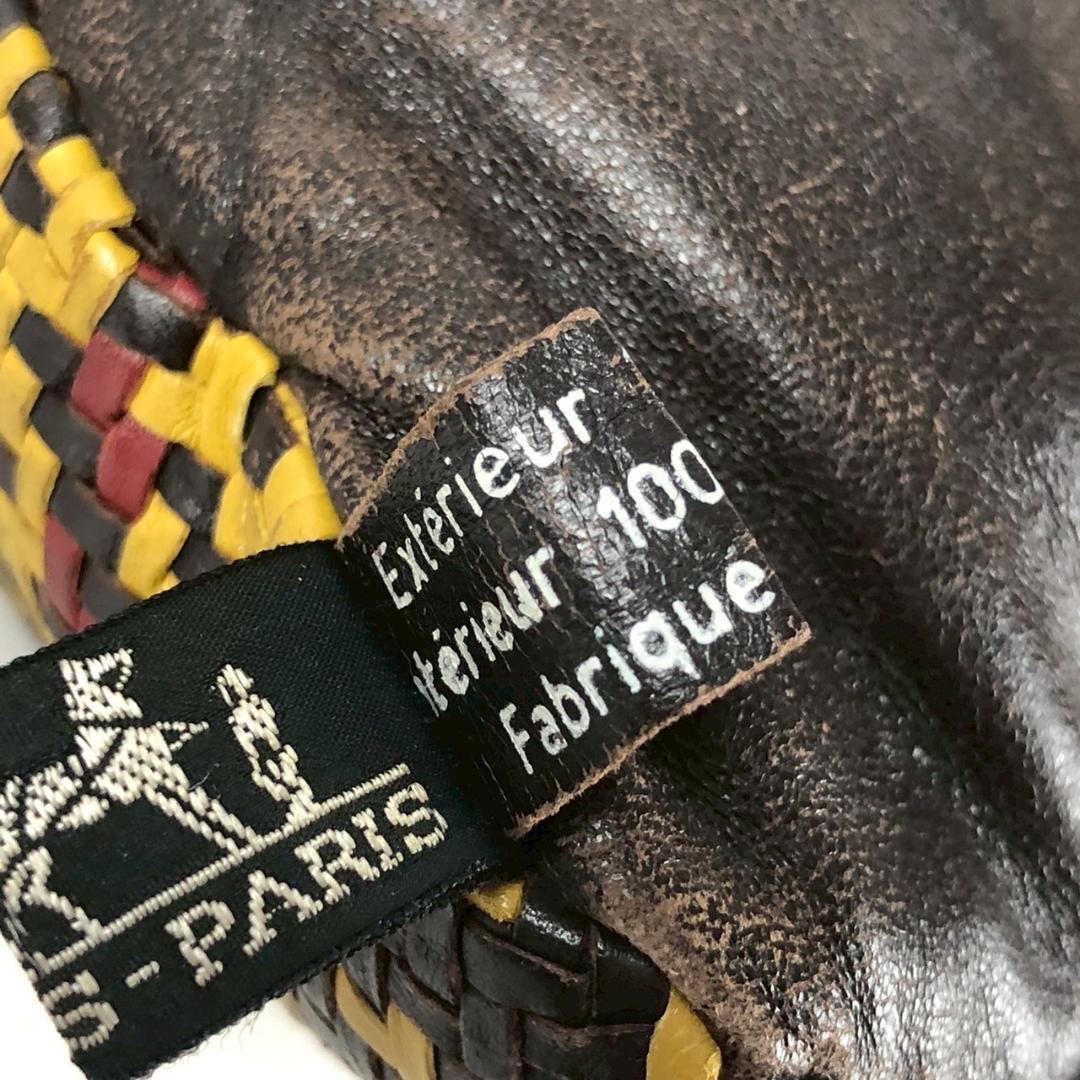 Extérieur
térieur 100
Fabrique
S - PARIS